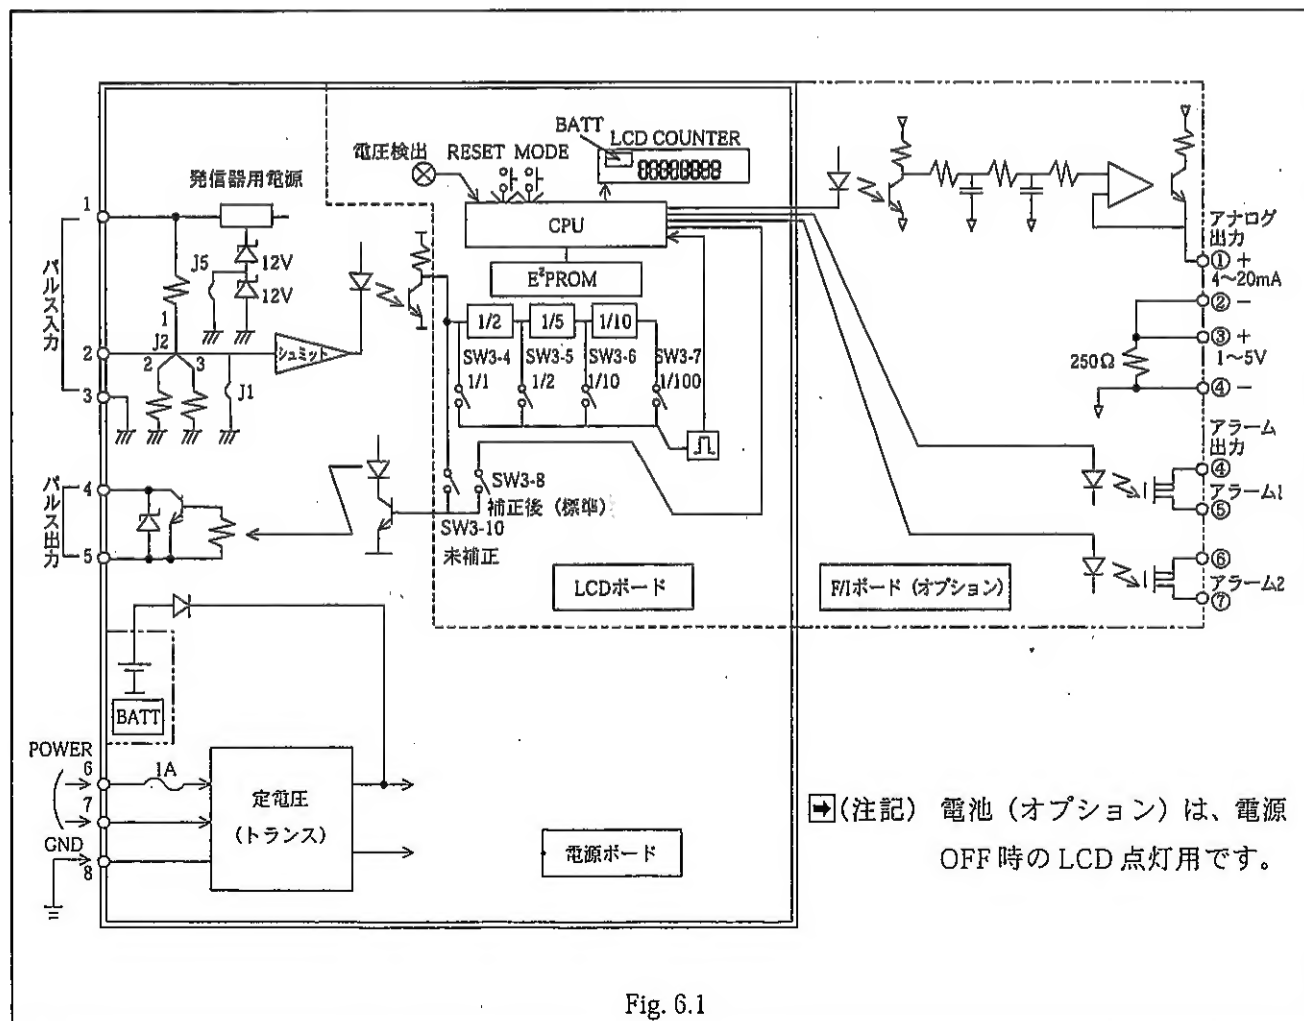 BATT
LCD COUNTER
電圧検出
RESET MODE
88888888
発信器用電源
1
CPU
アナログ
出力
① +
4～20mA
② −
③ +
1～5V
④ −
250Ω
E²PROM
J5
12V
12V
パルス入力
1
J2
2
3
2
シュミット
J1
3
1/2
1/5
1/10
SW3-4
SW3-5
SW3-6
SW3-7
1/1
1/2
1/10
1/100
アラーム
出力
④
アラーム1
⑤
⑥
アラーム2
⑦
パルス出力
4
5
SW3-8
補正後（標準）
SW3-10
未補正
LCDボード
F/Iボード（オプション）
BATT
POWER
6
1A
7
GND
8
定電圧
（トランス）
電源ボード
➡(注記) 電池（オプション）は、電源
OFF時のLCD点灯用です。
Fig. 6.1